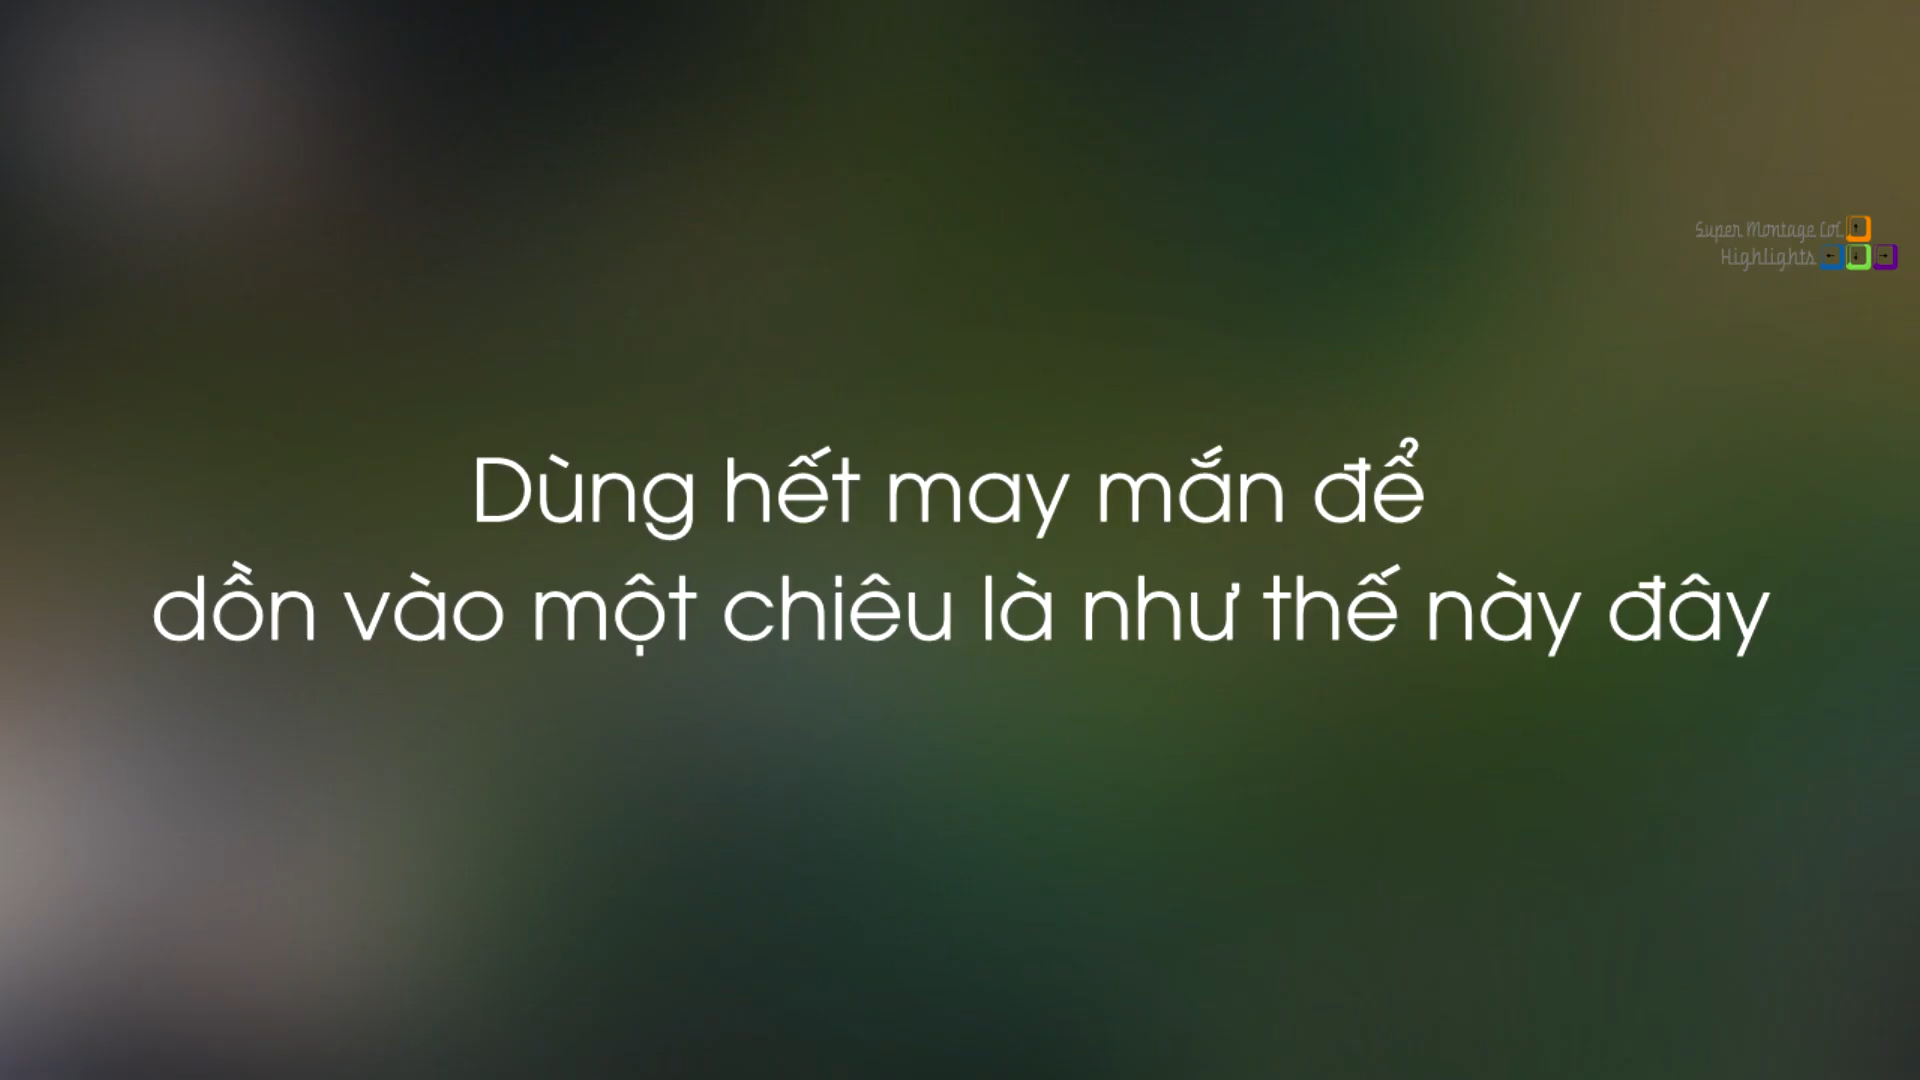 Super Montage LoL
Highlights
Dùng hết may mắn để
dồn vào một chiêu là như thế này đây